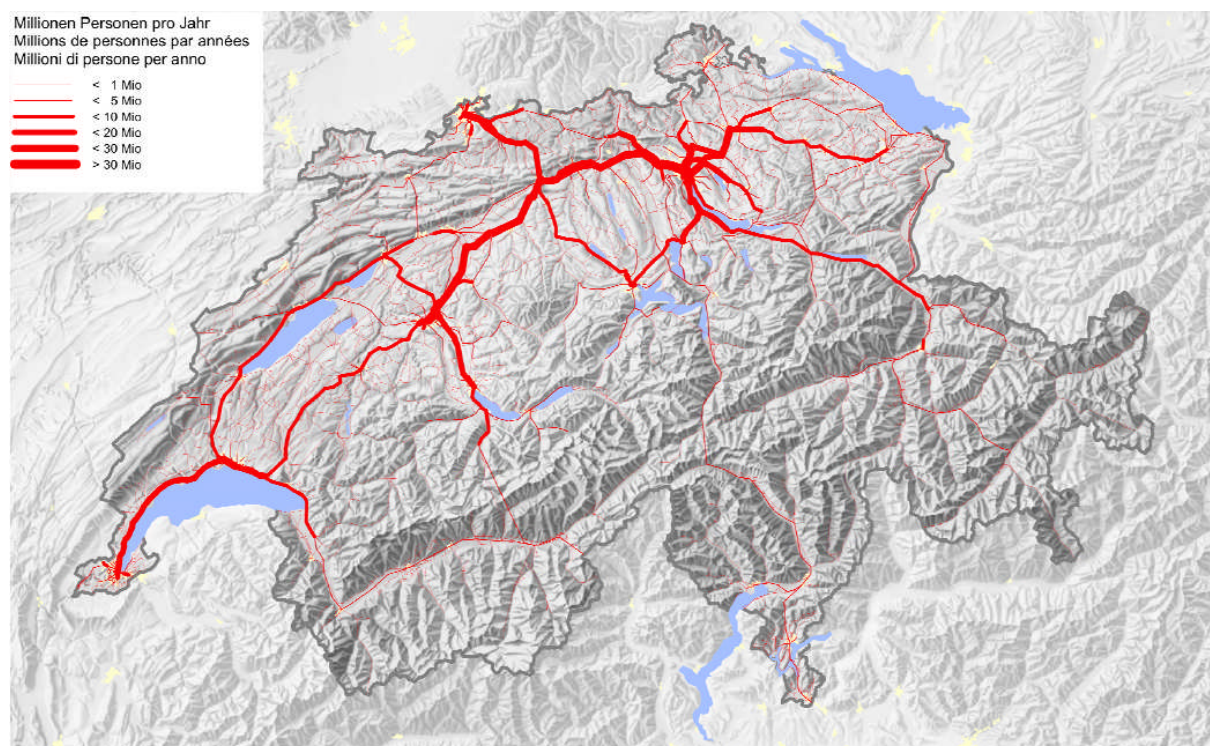 Millionen Personen pro Jahr
Millions de personnes par années
Millioni di persone per anno
< 1 Mio
< 5 Mio
< 10 Mio
< 20 Mio
< 30 Mio
> 30 Mio